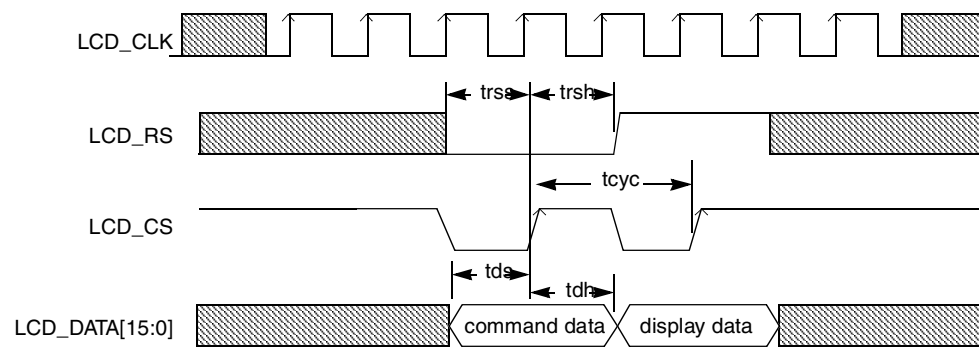 LCD_CLK
trss trsh
LCD_RS
tcyc
LCD_CS
tds
tdh
LCD_DATA[15:0] command data display data